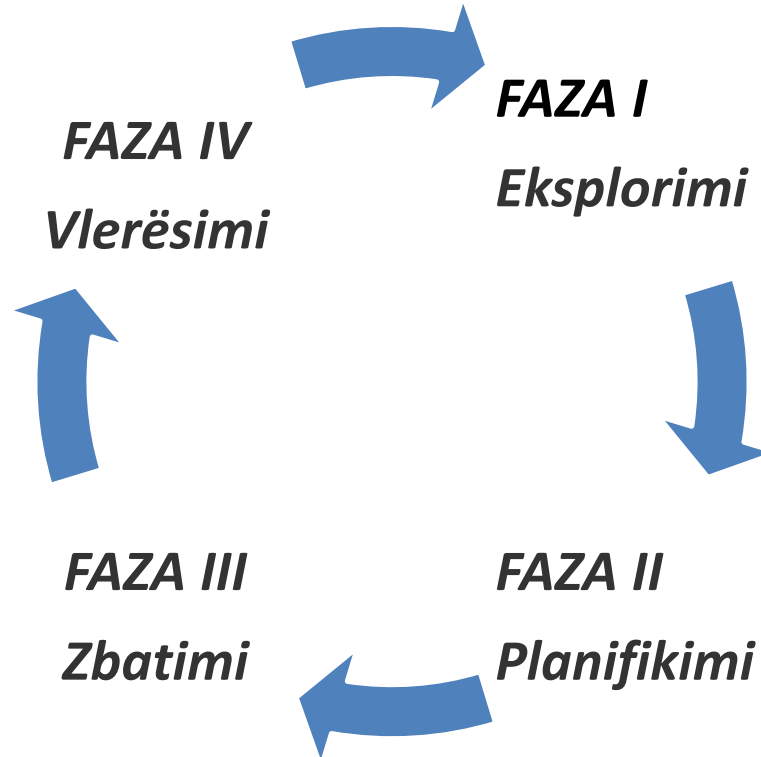 FAZA I
Eksplorimi
FAZA II
Planifikimi
FAZA III
Zbatimi
FAZA IV
Vlerësimi